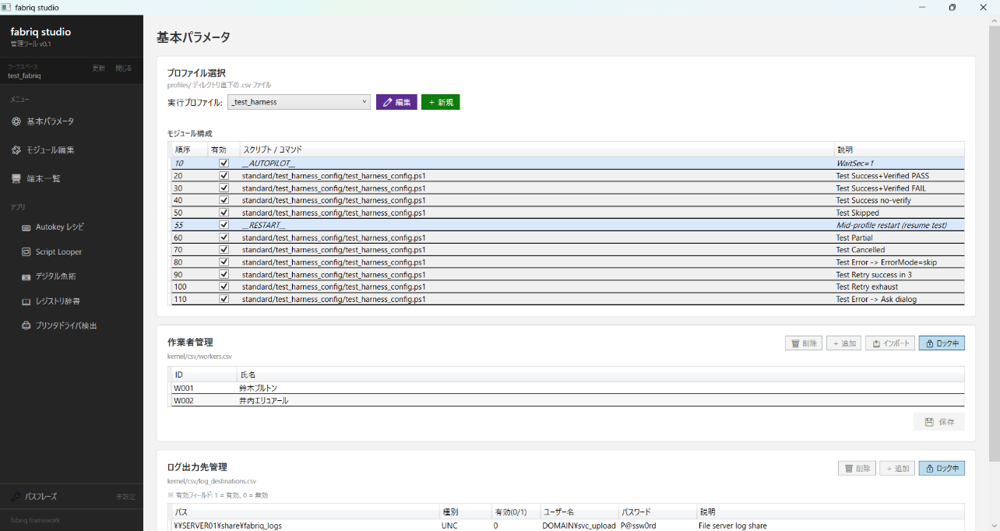 fabriq studio
fabriq studio
管理ツール v0.1
ワークスペース
test_fabriq
更新 閉じる
メニュー
基本パラメータ
モジュール編集
端末一覧
アプリ
Autokey レシピ
Script Looper
デジタル魚拓
レジストリ辞書
プリンタドライバ検出
パスフレーズ 未設定
fabriq framework
基本パラメータ
プロファイル選択
profiles/ ディレクトリ直下の .csv ファイル
実行プロファイル: _test_harness 編集 + 新規
モジュール構成
順序 有効 スクリプト / コマンド 説明
10 __AUTOPILOT__ WaitSec=1
20 standard/test_harness_config/test_harness_config.ps1 Test Success+Verified PASS
30 standard/test_harness_config/test_harness_config.ps1 Test Success+Verified FAIL
40 standard/test_harness_config/test_harness_config.ps1 Test Success no-verify
50 standard/test_harness_config/test_harness_config.ps1 Test Skipped
55 __RESTART__ Mid-profile restart (resume test)
60 standard/test_harness_config/test_harness_config.ps1 Test Partial
70 standard/test_harness_config/test_harness_config.ps1 Test Cancelled
80 standard/test_harness_config/test_harness_config.ps1 Test Error -> ErrorMode=skip
90 standard/test_harness_config/test_harness_config.ps1 Test Retry success in 3
100 standard/test_harness_config/test_harness_config.ps1 Test Retry exhaust
110 standard/test_harness_config/test_harness_config.ps1 Test Error -> Ask dialog
作業者管理 削除 + 追加 インポート ロック中
kernel/csv/workers.csv
ID 氏名
W001 鈴木ブルトン
W002 井内エリュアール
保存
ログ出力先管理 削除 + 追加 ロック中
kernel/csv/log_destinations.csv
※ 有効フィールド: 1 = 有効、0 = 無効
パス 種別 有効(0/1) ユーザー名 パスワード 説明
¥¥SERVER01¥share¥fabriq_logs UNC 0 DOMAIN¥svc_upload P@ssw0rd File server log share